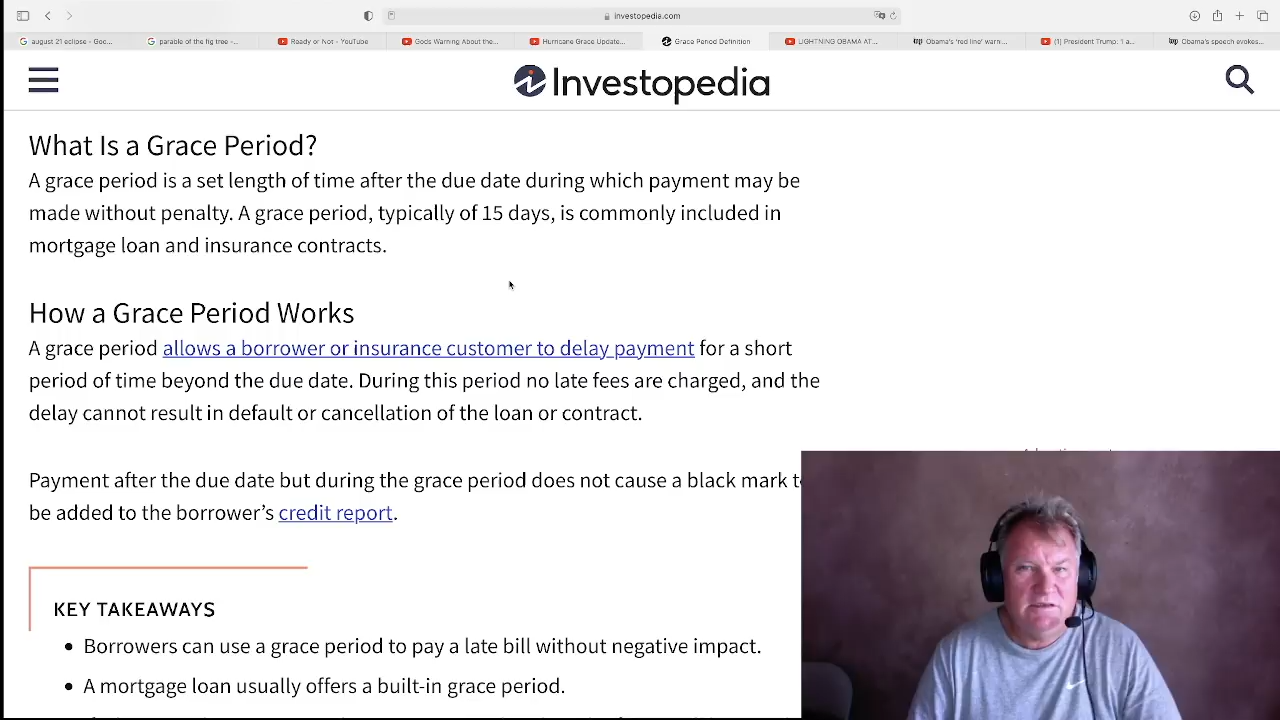 investopedia.com
august 21 eclipse - Goo...
parable of the fig tree -...
Ready or Not - YouTube
Gods Warning About the...
Hurricane Grace Update...
Grace Period Definition
LIGHTNING OBAMA AT...
Obama's 'red line' warn...
(1) President Trump: 1 a...
Obama's speech evokes...
Investopedia
What Is a Grace Period?
A grace period is a set length of time after the due date during which payment may be
made without penalty. A grace period, typically of 15 days, is commonly included in
mortgage loan and insurance contracts.
How a Grace Period Works
A grace period allows a borrower or insurance customer to delay payment for a short
period of time beyond the due date. During this period no late fees are charged, and the
delay cannot result in default or cancellation of the loan or contract.
Payment after the due date but during the grace period does not cause a black mark
be added to the borrower's credit report.
KEY TAKEAWAYS
Borrowers can use a grace period to pay a late bill without negative impact.
A mortgage loan usually offers a built-in grace period.